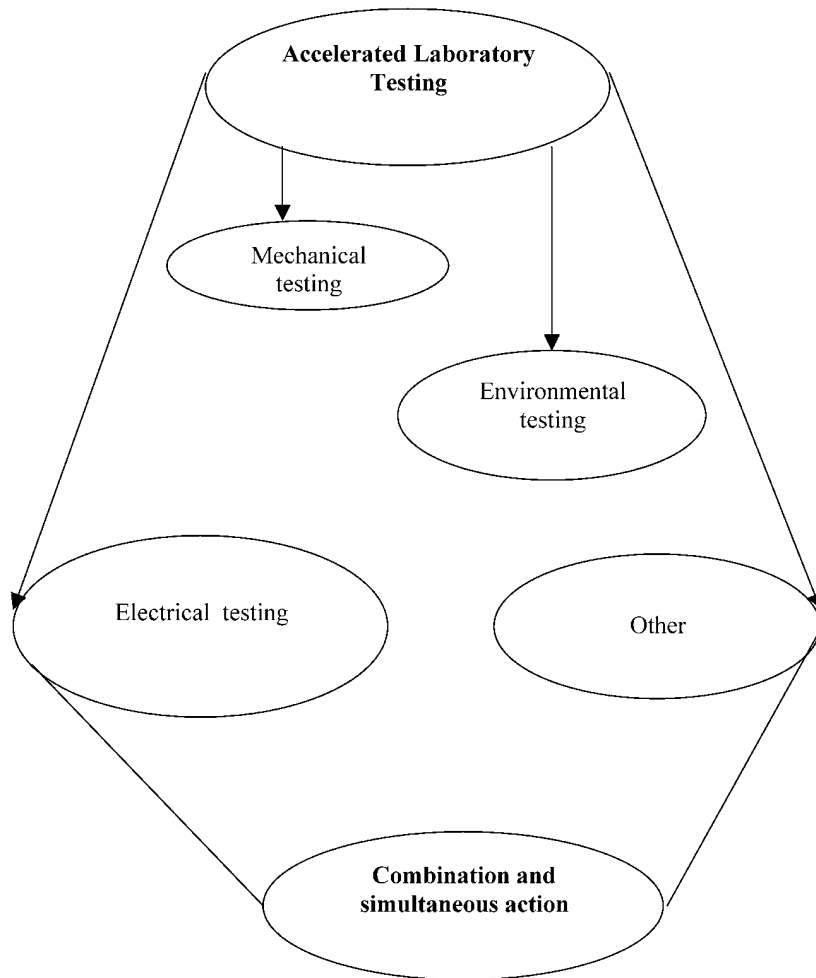 Accelerated Laboratory
Testing
Mechanical
testing
Environmental
testing
Electrical testing
Other
Combination and
simultaneous action